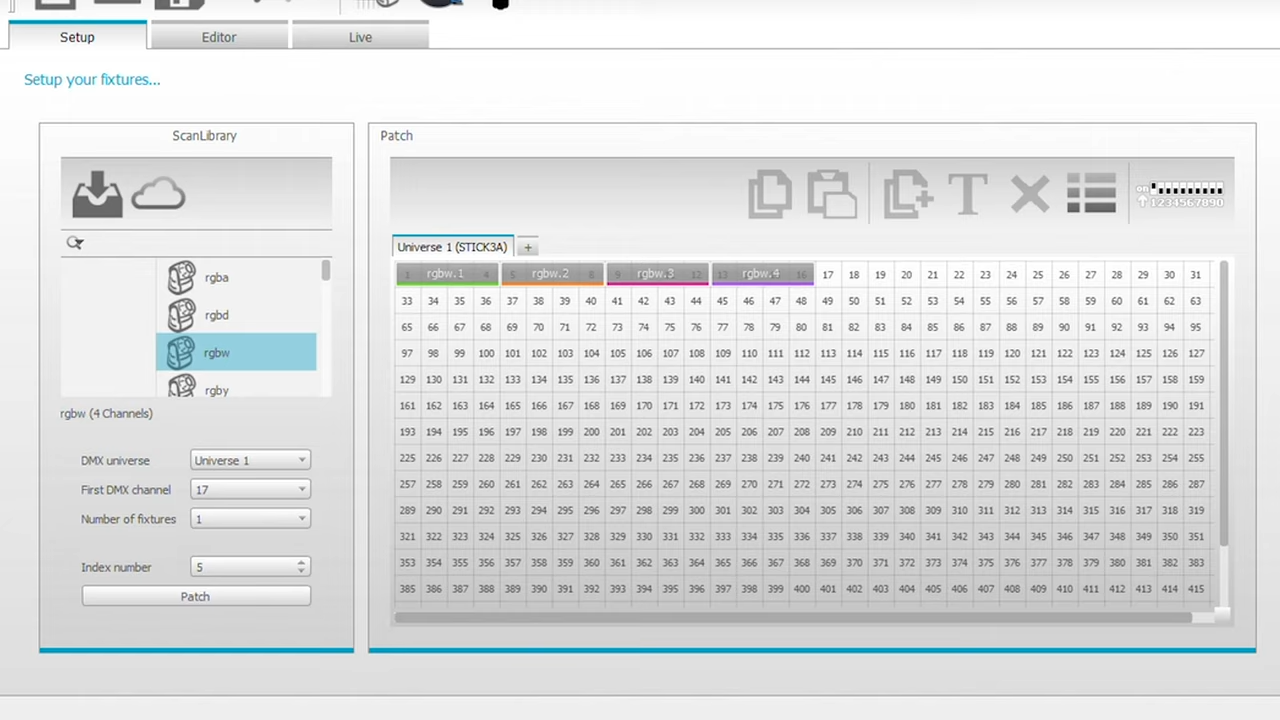 Setup Editor Live
Setup your fixtures...
ScanLibrary
rgba
rgbd
rgbw
rgby
rgbw (4 Channels)
DMX universe Universe 1
First DMX channel 17
Number of fixtures 1
Index number 5
Patch
Patch
T
on
1234567890
Universe 1 (STICK3A) +
1 rgbw.1 4 5 rgbw.2 8 9 rgbw.3 12 13 rgbw.4 16 17 18 19 20 21 22 23 24 25 26 27 28 29 30 31
33 34 35 36 37 38 39 40 41 42 43 44 45 46 47 48 49 50 51 52 53 54 55 56 57 58 59 60 61 62 63
65 66 67 68 69 70 71 72 73 74 75 76 77 78 79 80 81 82 83 84 85 86 87 88 89 90 91 92 93 94 95
97 98 99 100 101 102 103 104 105 106 107 108 109 110 111 112 113 114 115 116 117 118 119 120 121 122 123 124 125 126 127
129 130 131 132 133 134 135 136 137 138 139 140 141 142 143 144 145 146 147 148 149 150 151 152 153 154 155 156 157 158 159
161 162 163 164 165 166 167 168 169 170 171 172 173 174 175 176 177 178 179 180 181 182 183 184 185 186 187 188 189 190 191
193 194 195 196 197 198 199 200 201 202 203 204 205 206 207 208 209 210 211 212 213 214 215 216 217 218 219 220 221 222 223
225 226 227 228 229 230 231 232 233 234 235 236 237 238 239 240 241 242 243 244 245 246 247 248 249 250 251 252 253 254 255
257 258 259 260 261 262 263 264 265 266 267 268 269 270 271 272 273 274 275 276 277 278 279 280 281 282 283 284 285 286 287
289 290 291 292 293 294 295 296 297 298 299 300 301 302 303 304 305 306 307 308 309 310 311 312 313 314 315 316 317 318 319
321 322 323 324 325 326 327 328 329 330 331 332 333 334 335 336 337 338 339 340 341 342 343 344 345 346 347 348 349 350 351
353 354 355 356 357 358 359 360 361 362 363 364 365 366 367 368 369 370 371 372 373 374 375 376 377 378 379 380 381 382 383
385 386 387 388 389 390 391 392 393 394 395 396 397 398 399 400 401 402 403 404 405 406 407 408 409 410 411 412 413 414 415